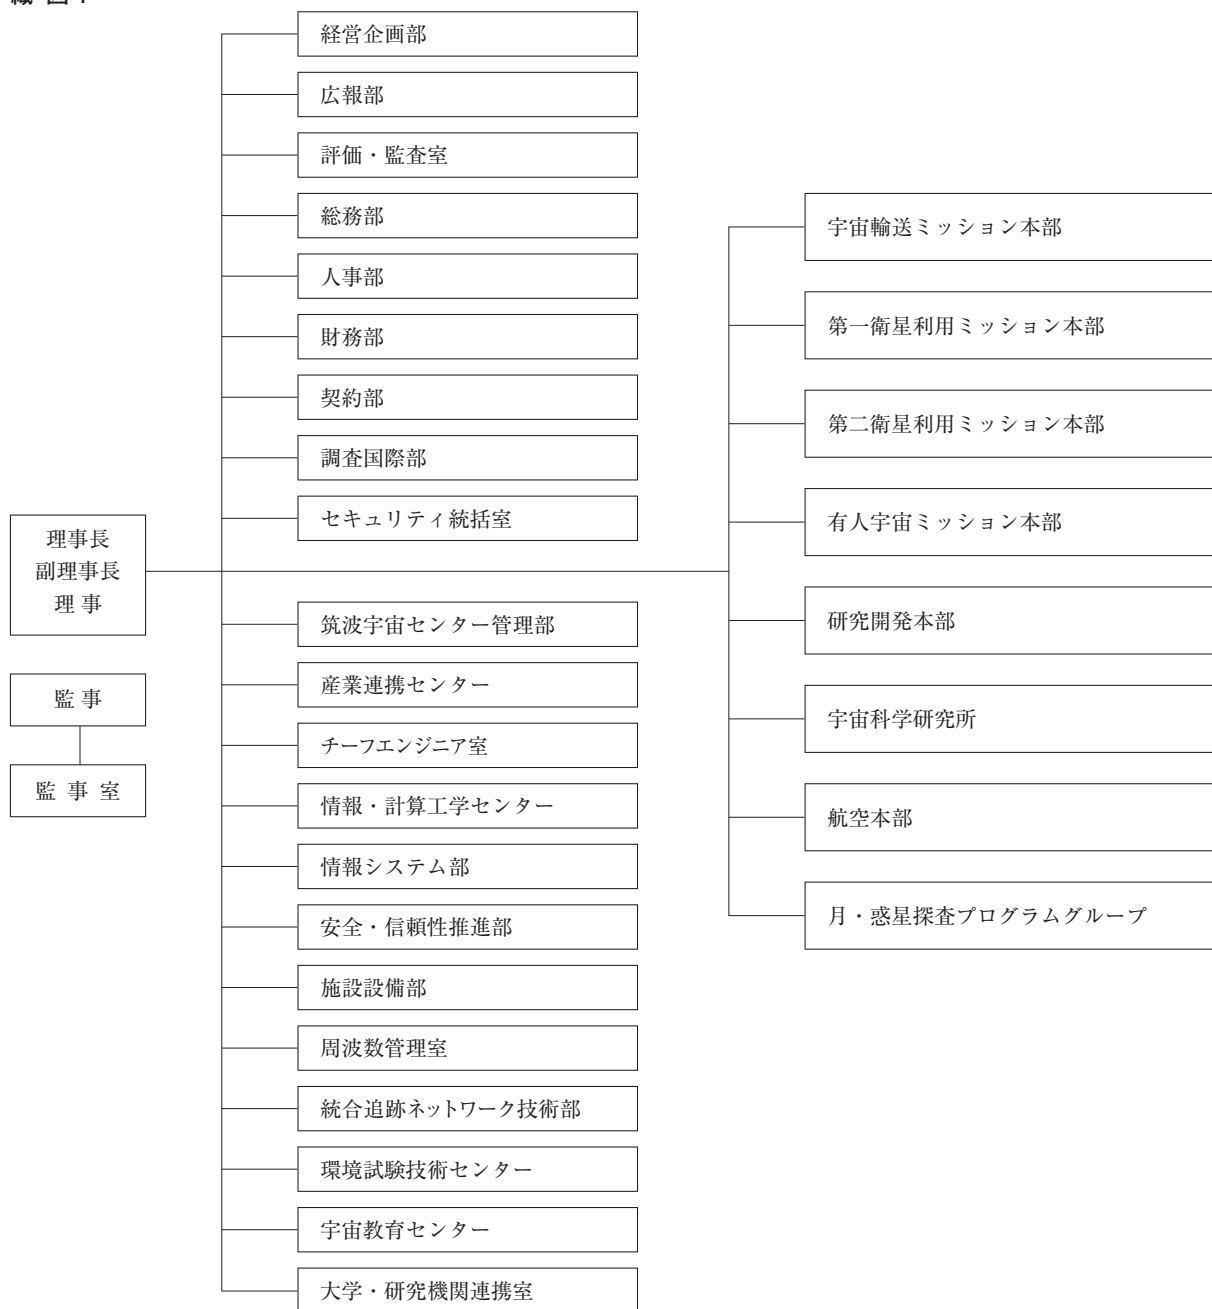 経営企画部
広報部
評価・監査室
総務部
人事部
財務部
契約部
調査国際部
セキュリティ統括室
理事長
副理事長
理 事
監 事
監 事 室
筑波宇宙センター管理部
産業連携センター
チーフエンジニア室
情報・計算工学センター
情報システム部
安全・信頼性推進部
施設設備部
周波数管理室
統合追跡ネットワーク技術部
環境試験技術センター
宇宙教育センター
大学・研究機関連携室
宇宙輸送ミッション本部
第一衛星利用ミッション本部
第二衛星利用ミッション本部
有人宇宙ミッション本部
研究開発本部
宇宙科学研究所
航空本部
月・惑星探査プログラムグループ